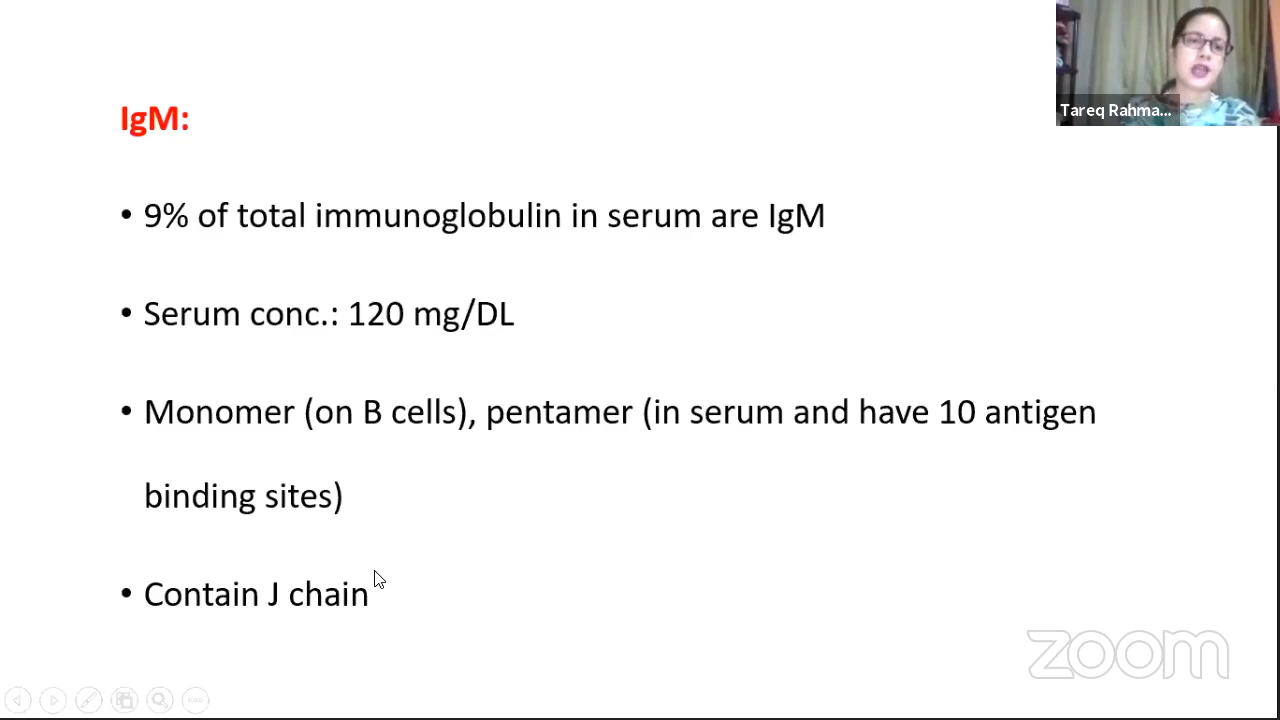 Tareq Rahma...
IgM:
• 9% of total immunoglobulin in serum are IgM
• Serum conc.: 120 mg/DL
• Monomer (on B cells), pentamer (in serum and have 10 antigen
binding sites)
• Contain J chain
zoom